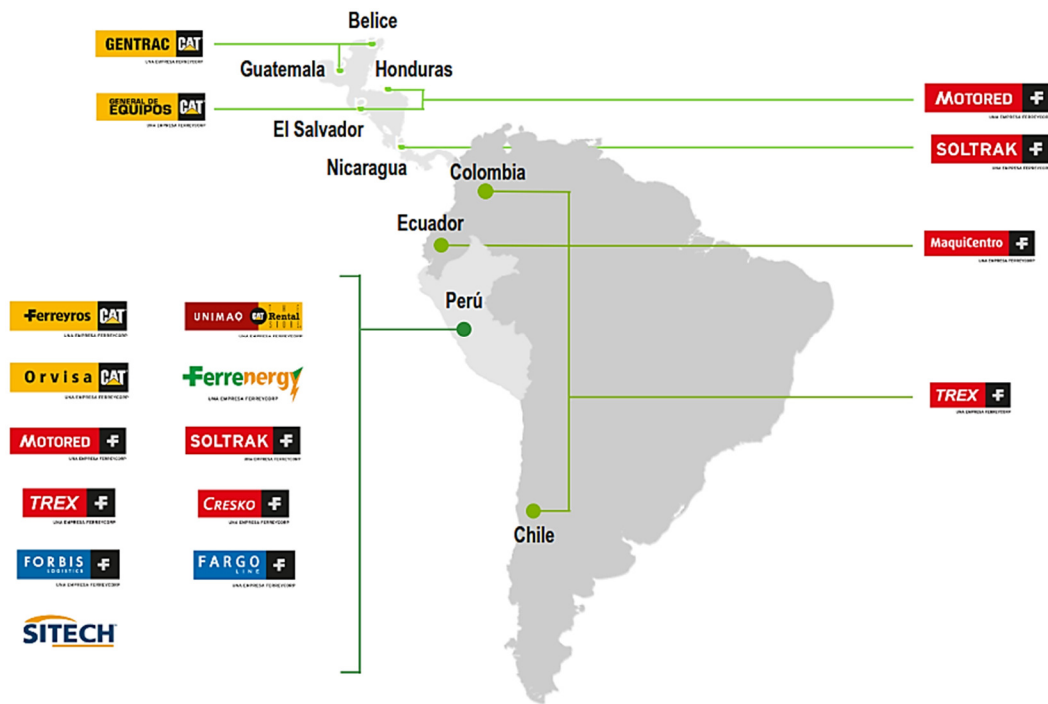 Belice
GENTRAC CAT
UNA EMPRESA FERREYCORP
Guatemala
Honduras
GENERAL DE
EQUIPOS CAT
UNA EMPRESA FERREYCORP
MOTORED
UNA EMPRESA FERREYCORP
El Salvador
SOLTRAK
UNA EMPRESA FERREYCORP
Nicaragua
Colombia
Ecuador
MaquiCentro
UNA EMPRESA FERREYCORP
Perú
Ferreyros CAT
UNA EMPRESA FERREYCORP
UNIMAQ CAT Rental
UNA EMPRESA FERREYCORP
Orvisa CAT
UNA EMPRESA FERREYCORP
Ferrenergy
UNA EMPRESA FERREYCORP
TREX
UNA EMPRESA FERREYCORP
MOTORED
UNA EMPRESA FERREYCORP
SOLTRAK
UNA EMPRESA FERREYCORP
TREX
UNA EMPRESA FERREYCORP
CRESKO
UNA EMPRESA FERREYCORP
Chile
FORBIS
LOGISTICS
UNA EMPRESA FERREYCORP
FARGO
LINE
UNA EMPRESA FERREYCORP
SITECH